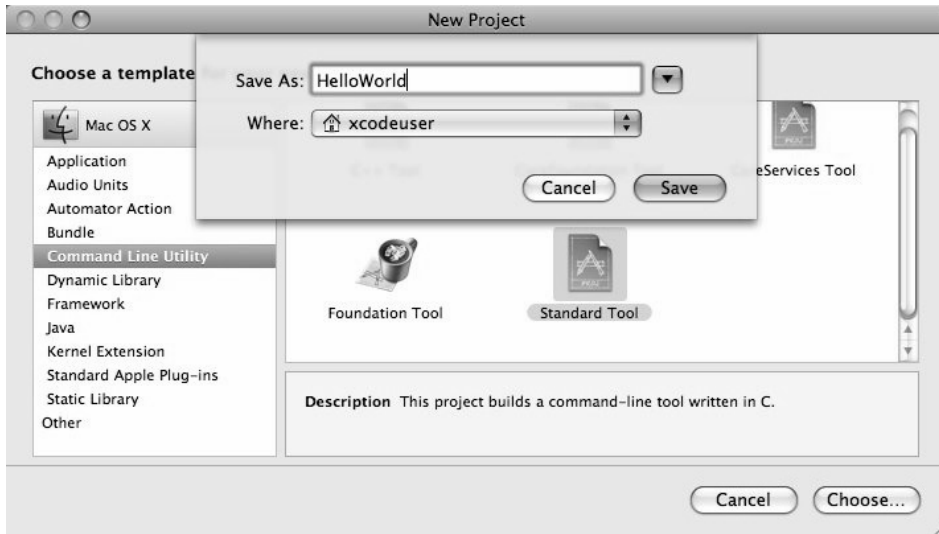 New Project
Choose a template
Save As: HelloWorld
Where: xcodeuser
Cancel Save
Mac OS X
Application
Audio Units
Automator Action
Bundle
Command Line Utility
Dynamic Library
Framework
Java
Kernel Extension
Standard Apple Plug-ins
Static Library
Other
C++ Tool
eServices Tool
Foundation Tool
Standard Tool
Description This project builds a command-line tool written in C.
Cancel Choose...